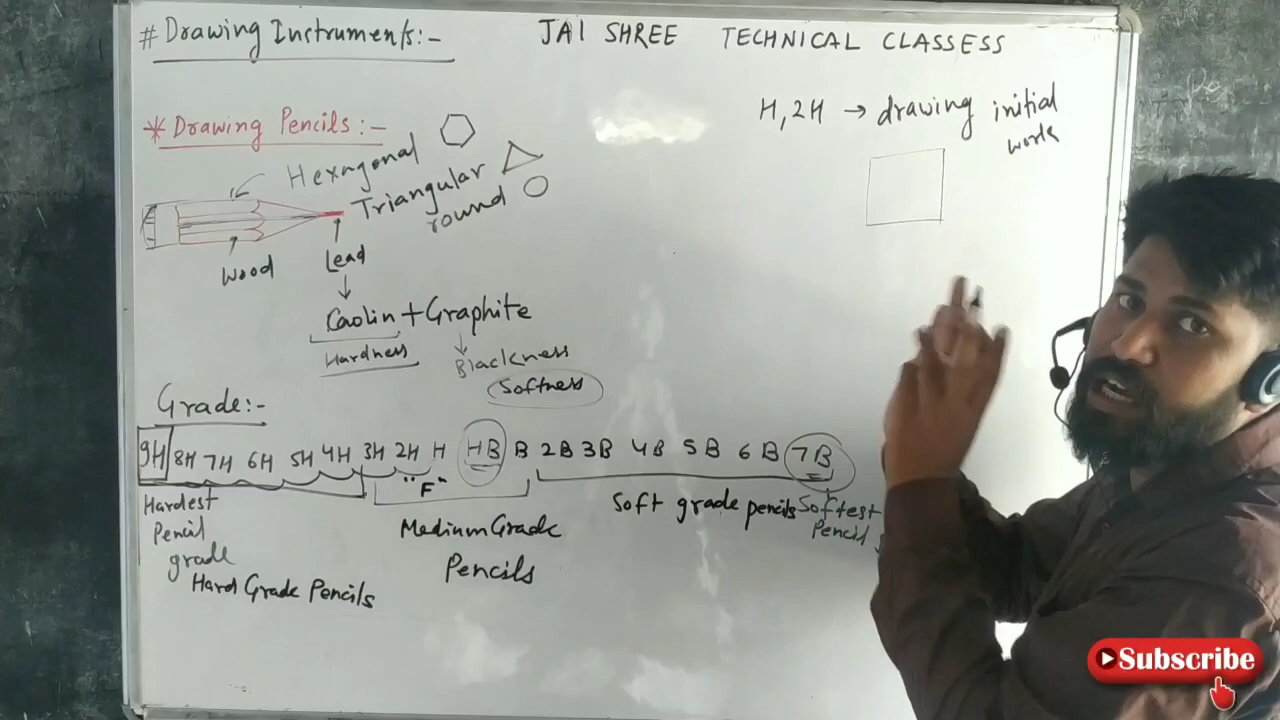 # Drawing Instruments:-
JAI SHREE TECHNICAL CLASSESS
* Drawing Pencils:-
Hexagonal
Triangular
round
Wood
Lead
Caolin + Graphite
Hardness
Blackness
Softness
H, 2H → drawing initial
work
Grade:-
9H 8H 7H 6H 5H 4H 3H 2H H HB B 2B 3B 4B 5B 6B 7B
"F"
Hardest
Pencil
grade
Hard Grade Pencils
Medium Grade
Pencils
Soft grade pencils
Softest
Pencil
Subscribe